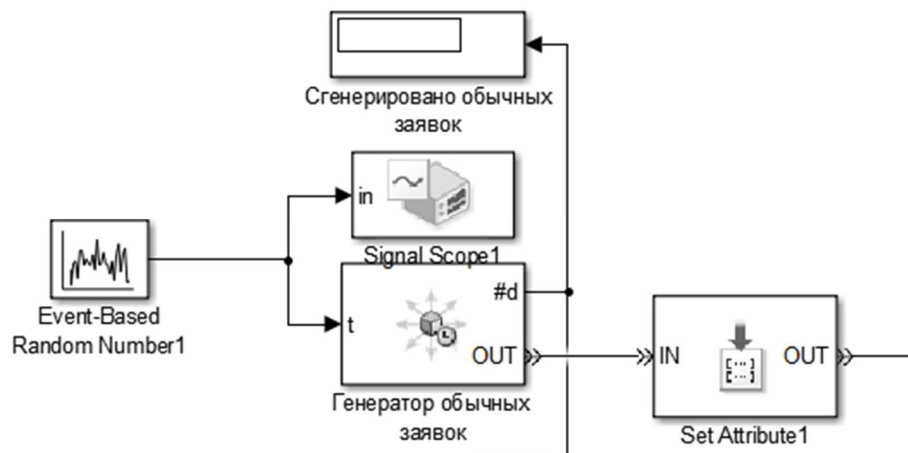 Сгенерировано обычных
заявок
in
Signal Scope1
Event-Based
Random Number1
t
#d
OUT
Генератор обычных
заявок
IN
OUT
Set Attribute1